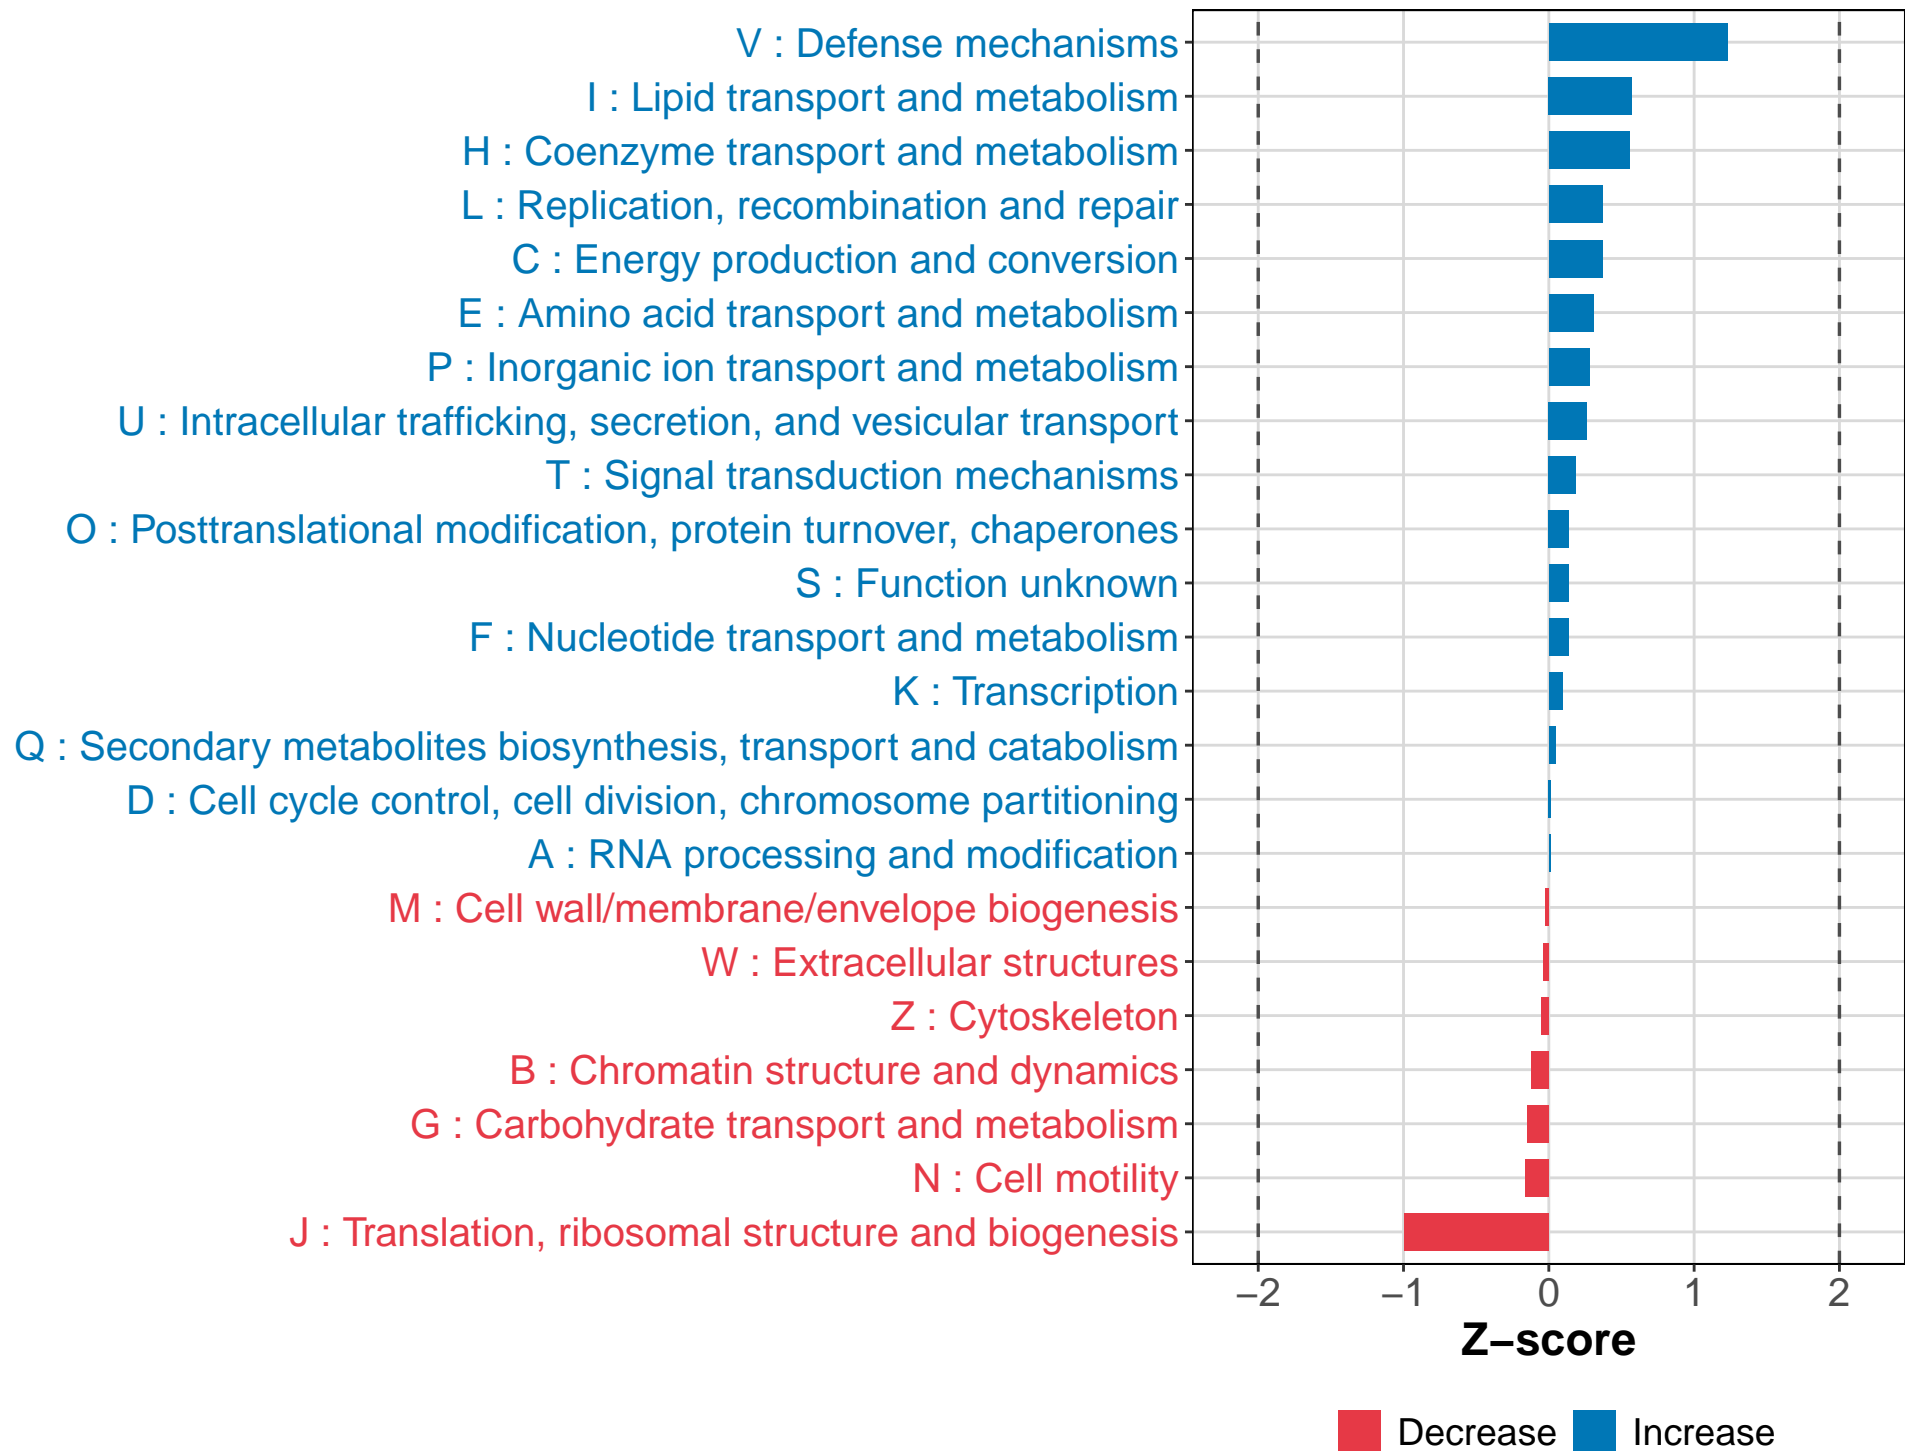 V : Defense mechanisms
I : Lipid transport and metabolism
H : Coenzyme transport and metabolism
L : Replication, recombination and repair
C : Energy production and conversion
E : Amino acid transport and metabolism
P : Inorganic ion transport and metabolism
U : Intracellular trafficking, secretion, and vesicular transport
T : Signal transduction mechanisms
O : Posttranslational modification, protein turnover, chaperones
S : Function unknown
F : Nucleotide transport and metabolism
K : Transcription
Q : Secondary metabolites biosynthesis, transport and catabolism
D : Cell cycle control, cell division, chromosome partitioning
A : RNA processing and modification
M : Cell wall/membrane/envelope biogenesis
W : Extracellular structures
Z : Cytoskeleton
B : Chromatin structure and dynamics
G : Carbohydrate transport and metabolism
N : Cell motility
J : Translation, ribosomal structure and biogenesis
−2 −1 0 1 2
Z−score
Decrease Increase